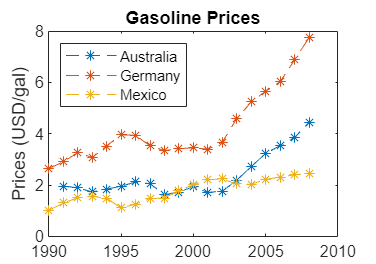 Gasoline Prices
Prices (USD/gal)
8
6
4
2
0
Australia
Germany
Mexico
1990
1995
2000
2005
2010